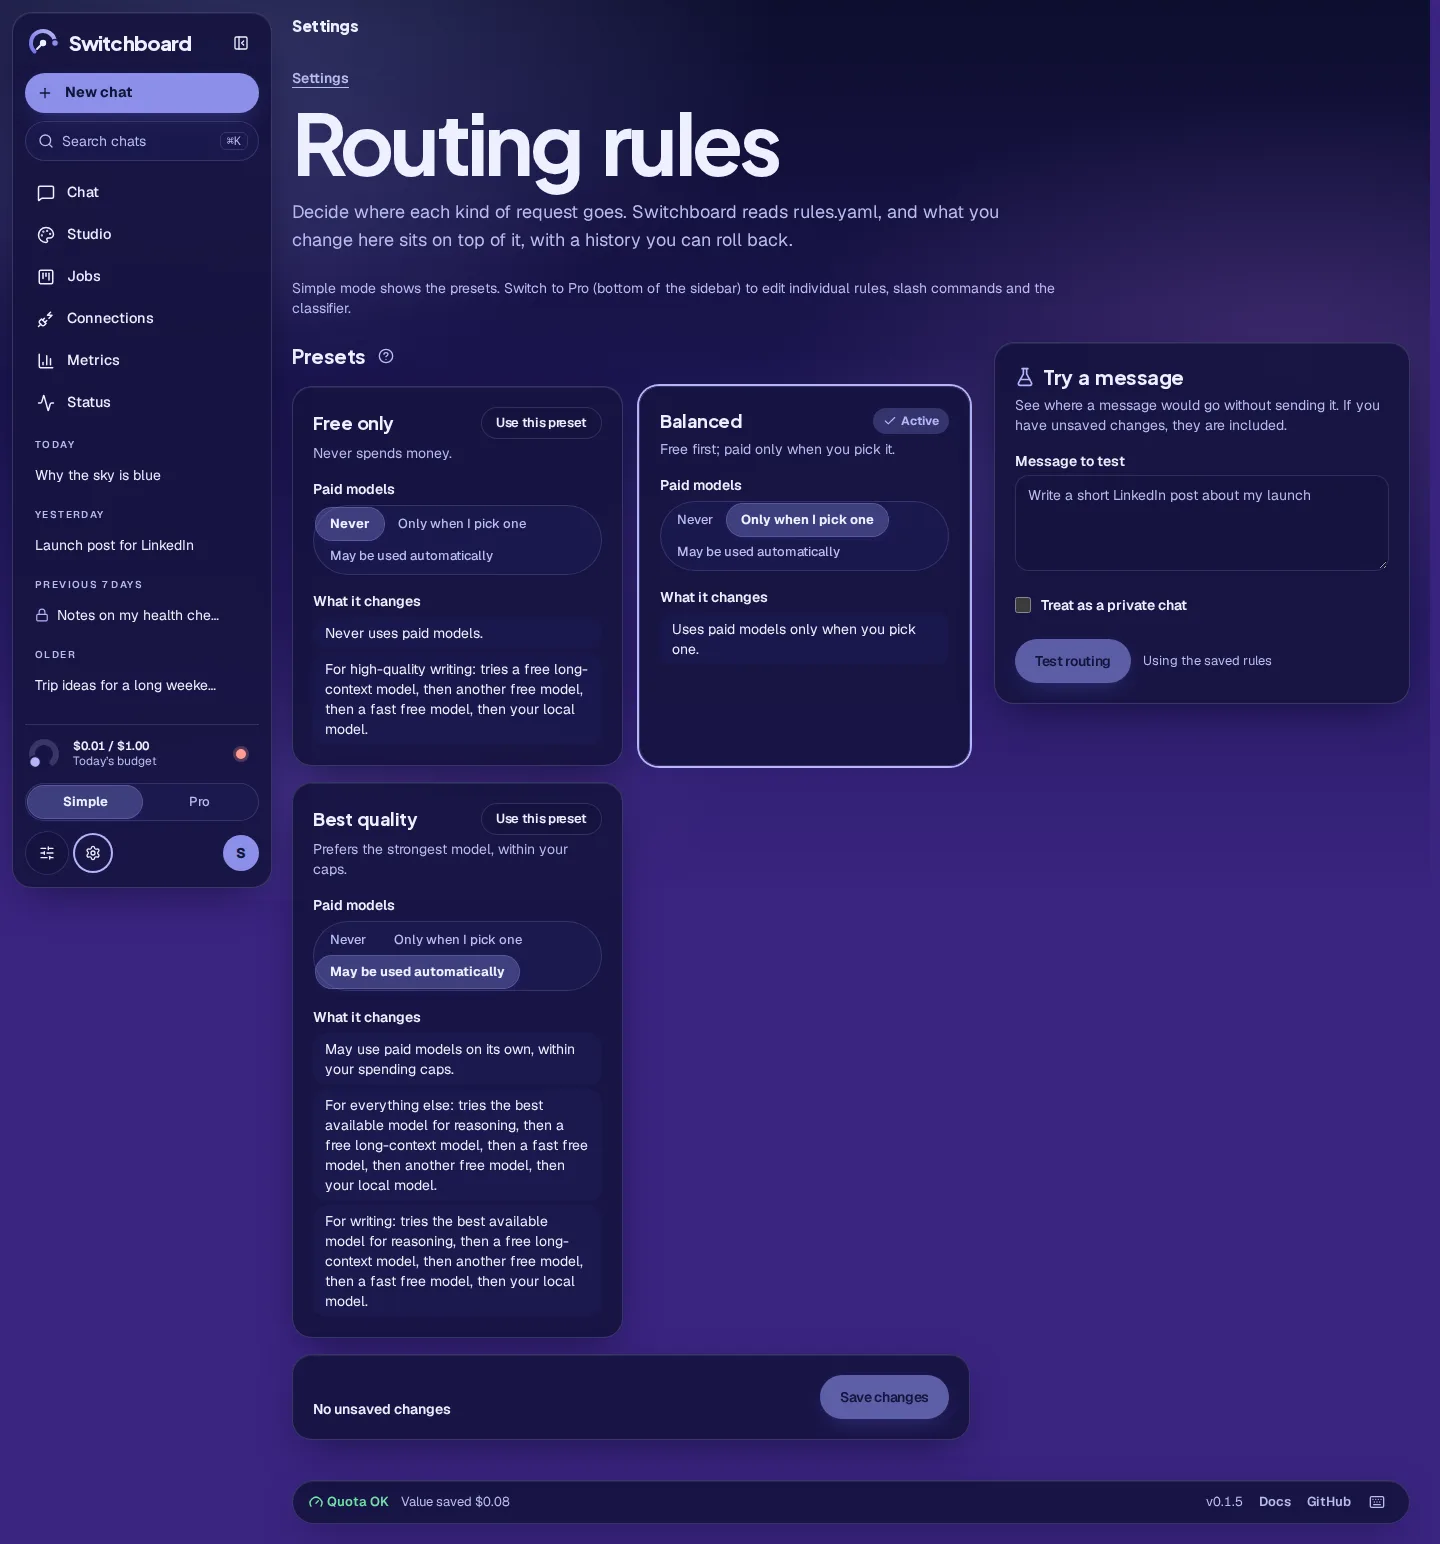 Switchboard
New chat
Search chats ⌘K
Chat
Studio
Jobs
Connections
Metrics
Status
TODAY
Why the sky is blue
YESTERDAY
Launch post for LinkedIn
PREVIOUS 7 DAYS
Notes on my health che...
OLDER
Trip ideas for a long weeke...
$0.01 / $1.00
Today's budget
Simple Pro
S
Settings
Settings
Routing rules
Decide where each kind of request goes. Switchboard reads rules.yaml, and what you
change here sits on top of it, with a history you can roll back.
Simple mode shows the presets. Switch to Pro (bottom of the sidebar) to edit individual rules, slash commands and the
classifier.
Presets
Free only Use this preset
Never spends money.
Paid models
Never Only when I pick one
May be used automatically
What it changes
Never uses paid models.
For high-quality writing: tries a free long-
context model, then another free model,
then a fast free model, then your local
model.
Balanced Active
Free first; paid only when you pick it.
Paid models
Never Only when I pick one
May be used automatically
What it changes
Uses paid models only when you pick
one.
Best quality Use this preset
Prefers the strongest model, within your
caps.
Paid models
Never Only when I pick one
May be used automatically
What it changes
May use paid models on its own, within
your spending caps.
For everything else: tries the best
available model for reasoning, then a
free long-context model, then a fast free
model, then another free model, then
your local model.
For writing: tries the best available
model for reasoning, then a free long-
context model, then another free model,
then a fast free model, then your local
model.
Try a message
See where a message would go without sending it. If you
have unsaved changes, they are included.
Message to test
Write a short LinkedIn post about my launch
Treat as a private chat
Test routing Using the saved rules
No unsaved changes Save changes
Quota OK Value saved $0.08 v0.1.5 Docs GitHub